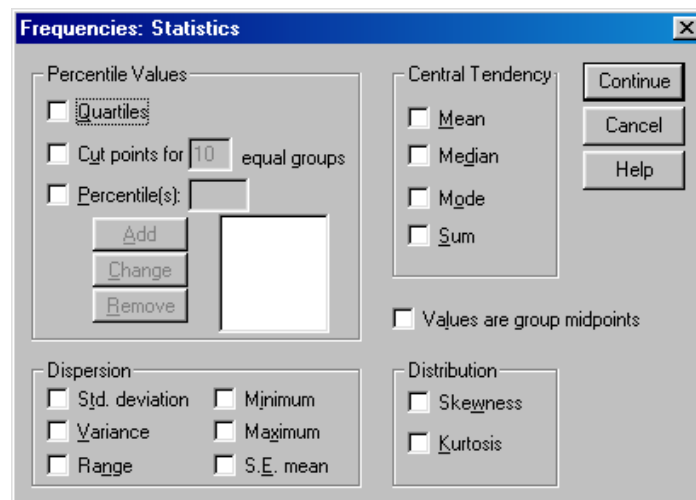 Frequencies: Statistics
Percentile Values
Quartiles
Cut points for 10 equal groups
Percentile(s):
Add
Change
Remove
Central Tendency
Mean
Median
Mode
Sum
Continue
Cancel
Help
Values are group midpoints
Dispersion
Std. deviation
Variance
Range
Minimum
Maximum
S.E. mean
Distribution
Skewness
Kurtosis